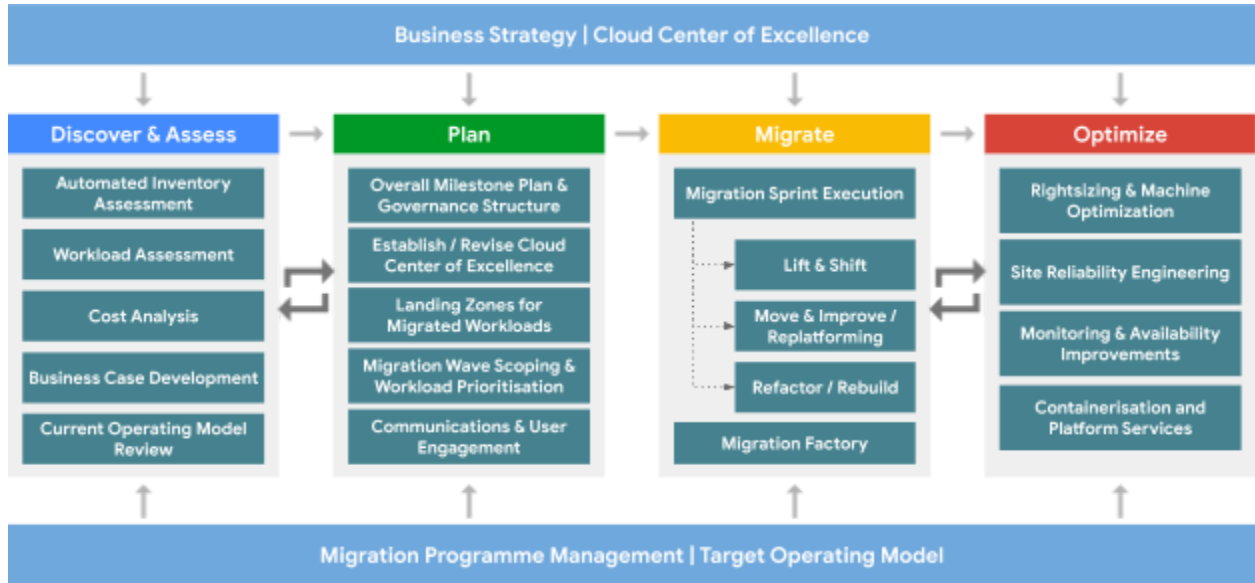 Business Strategy | Cloud Center of Excellence
Discover & Assess
Automated Inventory
Assessment
Workload Assessment
Cost Analysis
Business Case Development
Current Operating Model
Review
Plan
Overall Milestone Plan &
Governance Structure
Establish / Revise Cloud
Center of Excellence
Landing Zones for
Migrated Workloads
Migration Wave Scoping &
Workload Prioritisation
Communications & User
Engagement
Migrate
Migration Sprint Execution
Lift & Shift
Move & Improve /
Replatforming
Refactor / Rebuild
Migration Factory
Optimize
Rightsizing & Machine
Optimization
Site Reliability Engineering
Monitoring & Availability
Improvements
Containerisation and
Platform Services
Migration Programme Management | Target Operating Model